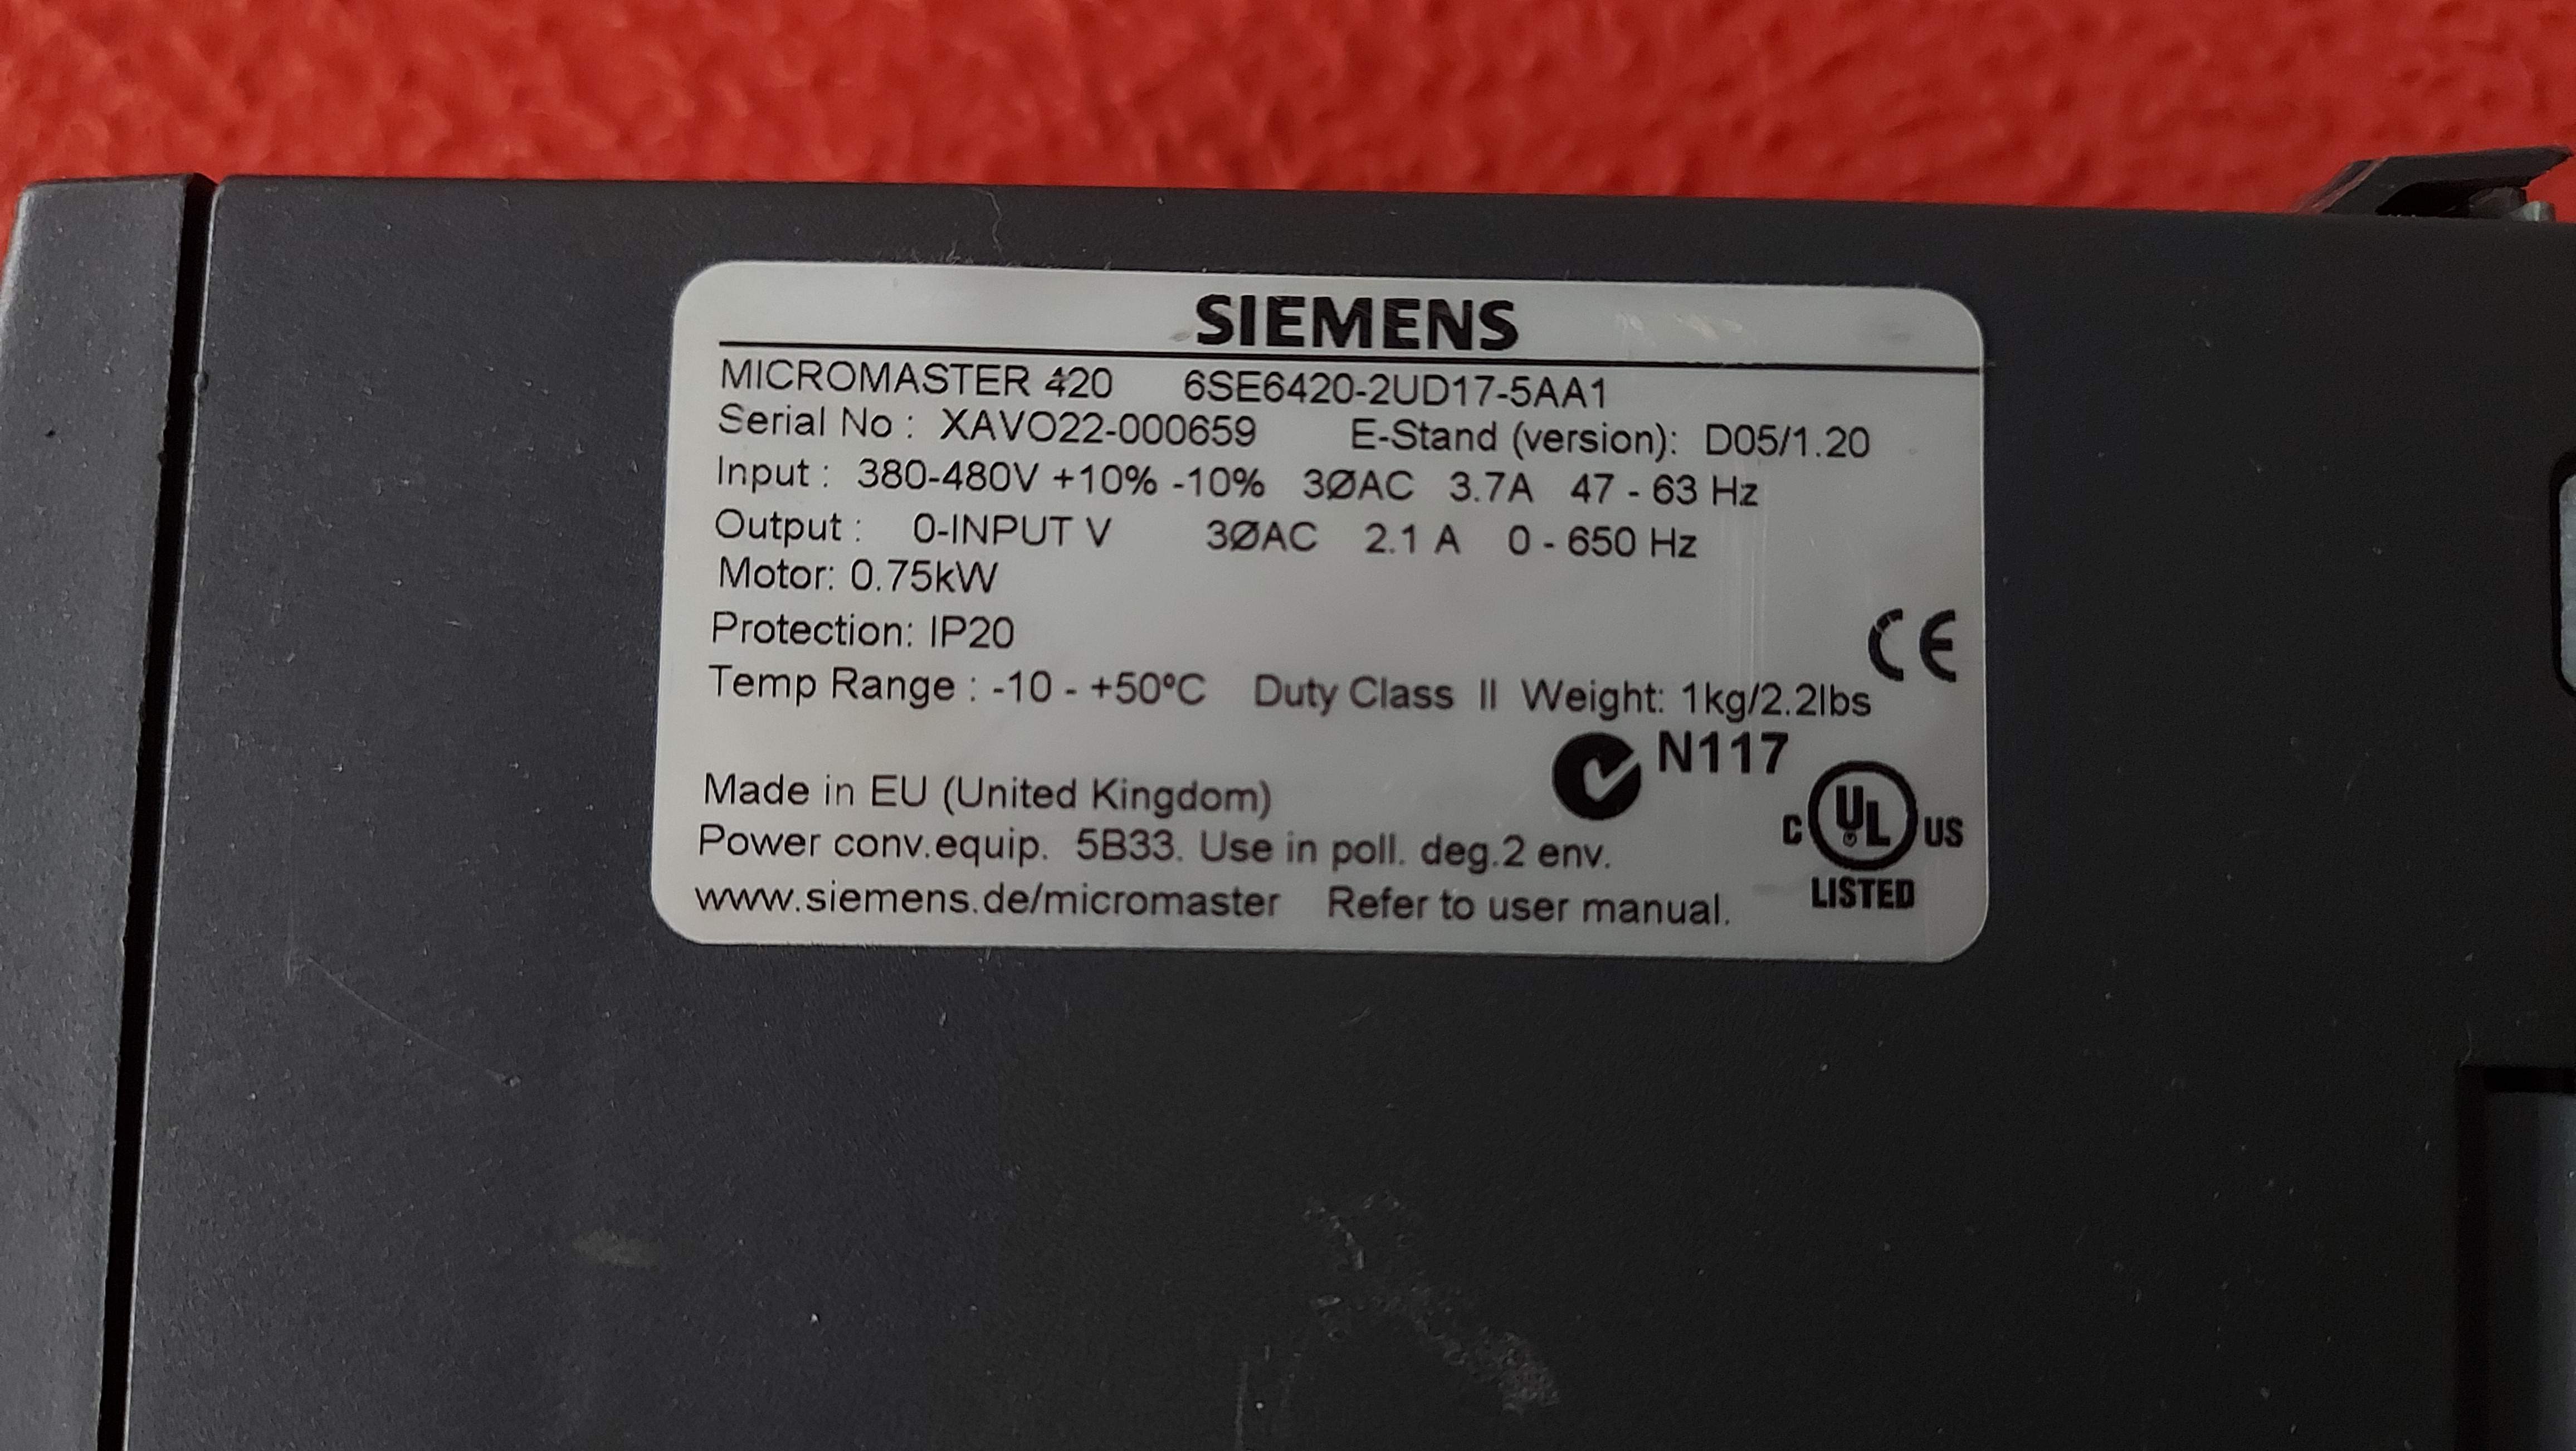 SIEMENS
MICROMASTER 420 6SE6420-2UD17-5AA1
Serial No : XAVO22-000659 E-Stand (version): D05/1.20
Input : 380-480V +10% -10% 3ØAC 3.7A 47 - 63 Hz
Output : 0-INPUT V 3ØAC 2.1 A 0 - 650 Hz
Motor: 0.75kW
Protection: IP20
CE
Temp Range : -10 - +50ºC Duty Class II Weight: 1kg/2.2lbs
N117
Made in EU (United Kingdom)
C UL US
Power conv.equip. 5B33. Use in poll. deg.2 env.
LISTED
www.siemens.de/micromaster Refer to user manual.